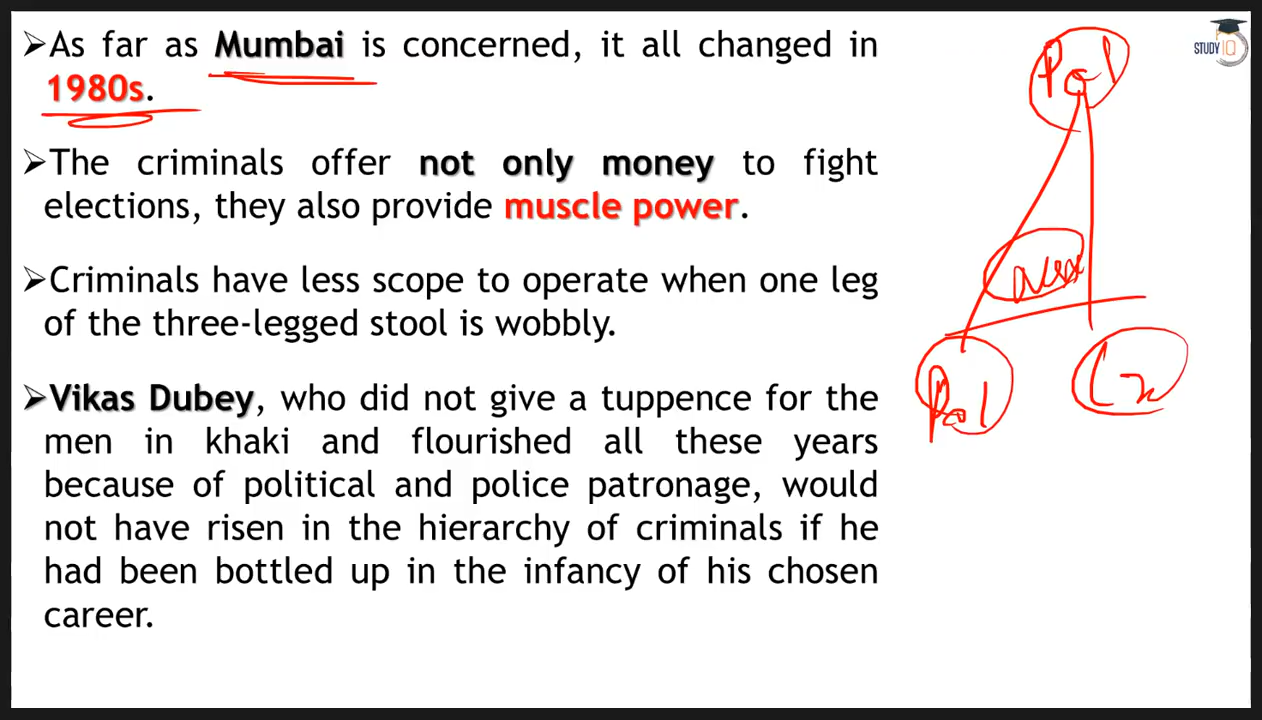 ➢As far as Mumbai is concerned, it all changed in
1980s.
➢The criminals offer not only money to fight
elections, they also provide muscle power.
➢Criminals have less scope to operate when one leg
of the three-legged stool is wobbly.
➢Vikas Dubey, who did not give a tuppence for the
men in khaki and flourished all these years
because of political and police patronage, would
not have risen in the hierarchy of criminals if he
had been bottled up in the infancy of his chosen
career.
STUDY IQ
Pol
Pol